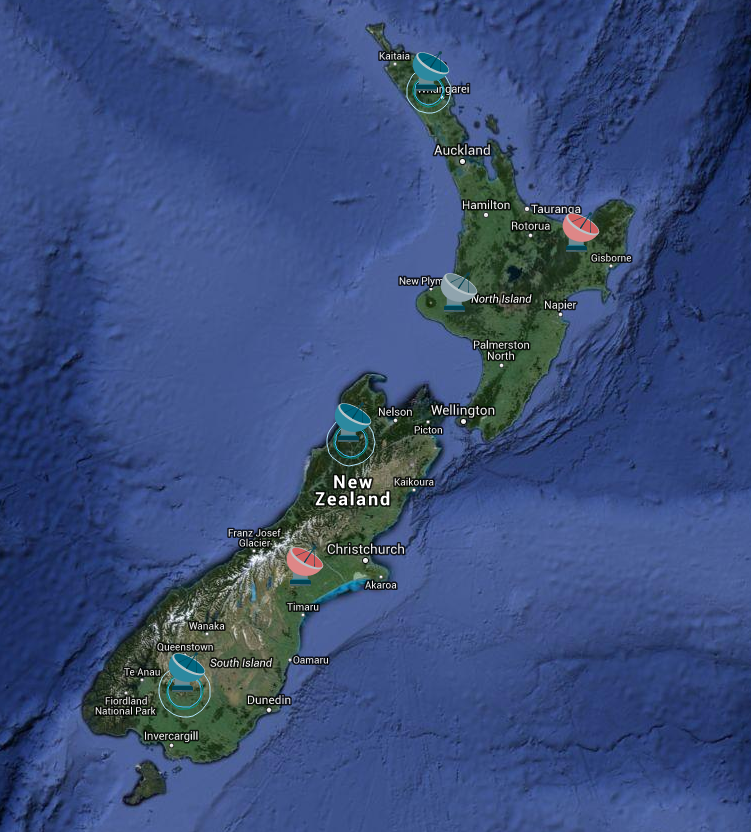 Kaitaia
Whangarei
Auckland
Hamilton
Tauranga
Rotorua
Gisborne
New Plym
North Island
Napier
Palmerston
North
Nelson
Wellington
Picton
New
Zealand
Kaikoura
Franz Josef
Glacier
Christchurch
Akaroa
Timaru
Wanaka
Queenstown
South Island
Oamaru
Te Anau
Fiordland
National Park
Dunedin
Invercargill